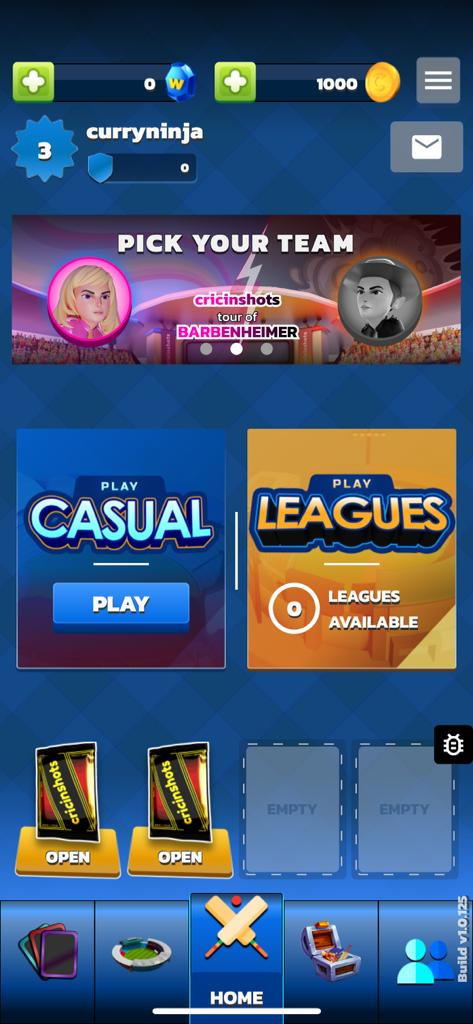 0
W
1000
3
curryninja
0
PICK YOUR TEAM
cricinshots
tour of
BARBENHEIMER
PLAY
CASUAL
PLAY
PLAY
LEAGUES
0
LEAGUES
AVAILABLE
cricinshots
OPEN
cricinshots
OPEN
EMPTY
EMPTY
HOME
Build v1.0.125